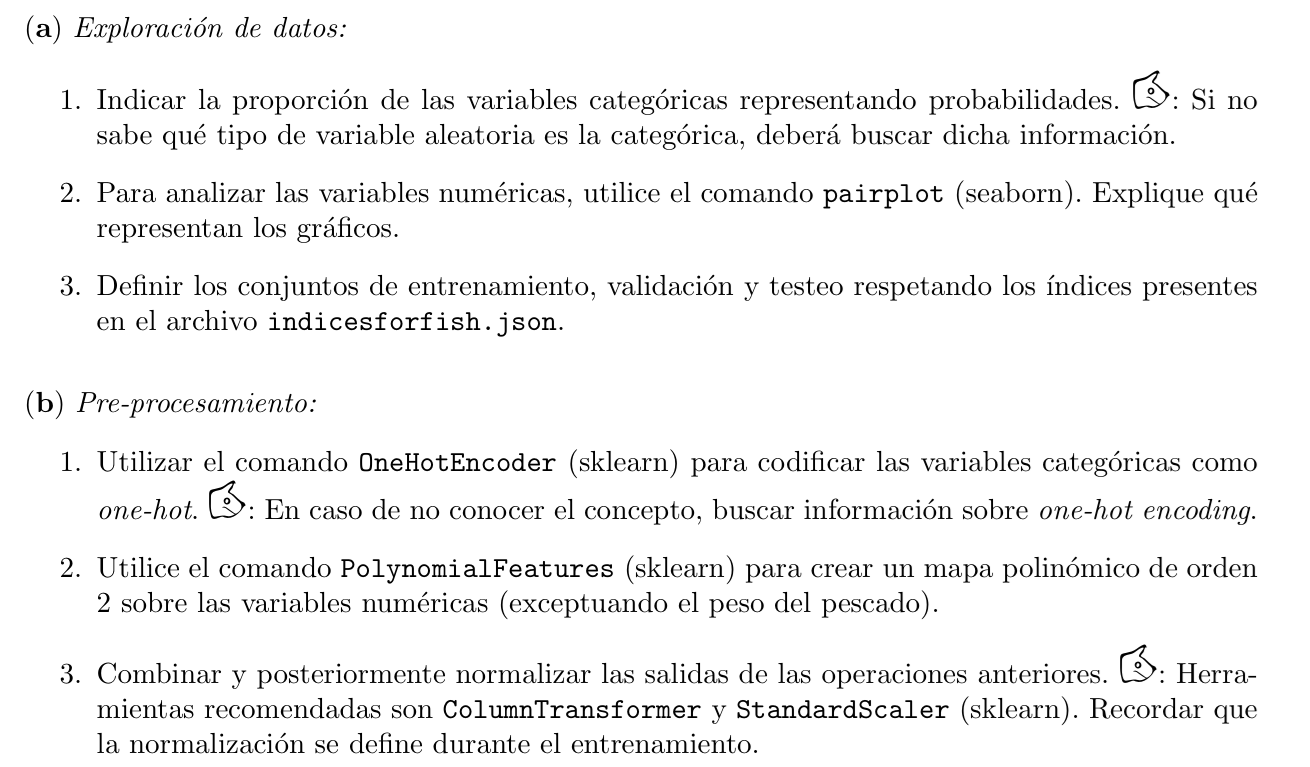 (a) Exploración de datos:
1. Indicar la proporción de las variables categóricas representando probabilidades. : Si no
sabe qué tipo de variable aleatoria es la categórica, deberá buscar dicha información.
2. Para analizar las variables numéricas, utilice el comando pairplot (seaborn). Explique qué
representan los gráficos.
3. Definir los conjuntos de entrenamiento, validación y testeo respetando los índices presentes
en el archivo indicesforfish.json.
(b) Pre-procesamiento:
1. Utilizar el comando OneHotEncoder (sklearn) para codificar las variables categóricas como
one-hot. : En caso de no conocer el concepto, buscar información sobre one-hot encoding.
2. Utilice el comando PolynomialFeatures (sklearn) para crear un mapa polinómico de orden
2 sobre las variables numéricas (exceptuando el peso del pescado).
3. Combinar y posteriormente normalizar las salidas de las operaciones anteriores. : Herra-
mientas recomendadas son ColumnTransformer y StandardScaler (sklearn). Recordar que
la normalización se define durante el entrenamiento.